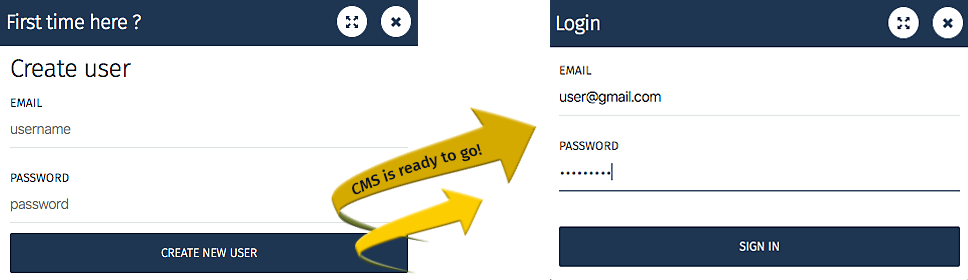 First time here ?
Create user
EMAIL
username
PASSWORD
password
CREATE NEW USER
CMS is ready to go!
Login
EMAIL
user@gmail.com
PASSWORD
•••••••••
SIGN IN